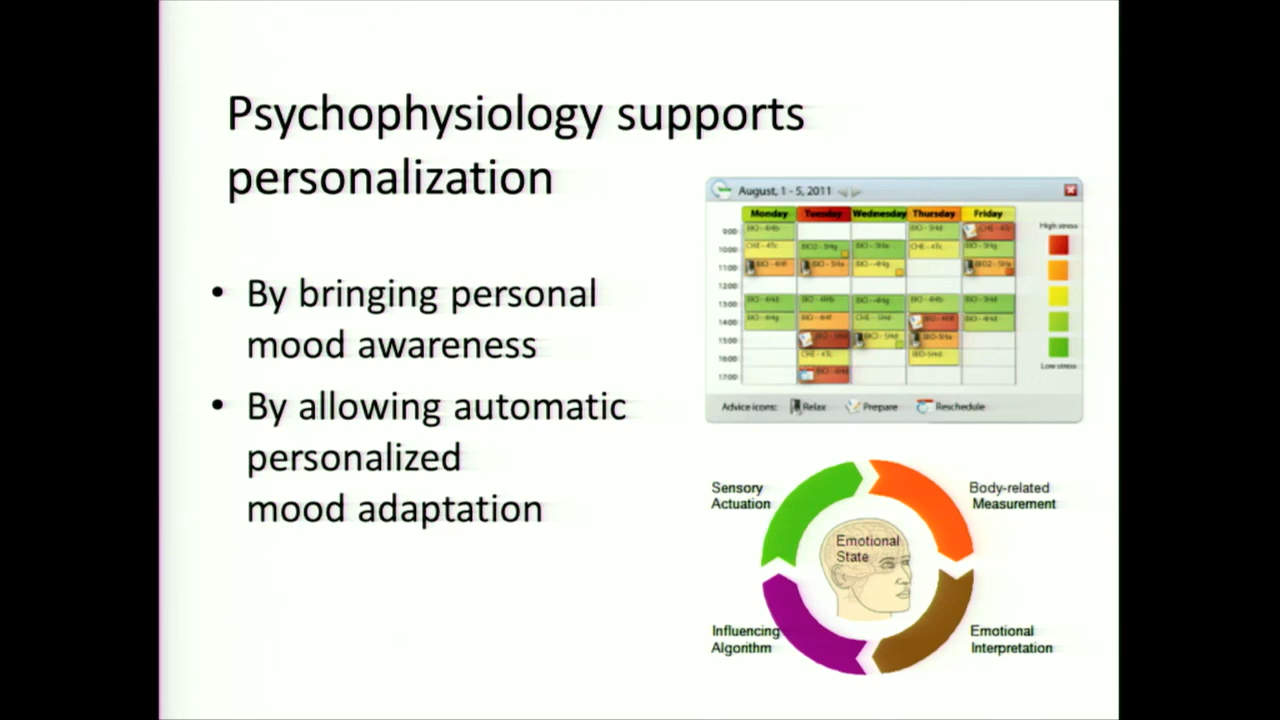 Psychophysiology supports
personalization
• By bringing personal
mood awareness
• By allowing automatic
personalized
mood adaptation
August, 1 - 5, 2011
Monday Tuesday Wednesday Thursday Friday
High stress
9:00
10:00
11:00
12:00
13:00
14:00
15:00
16:00
17:00
Low stress
Advice icons: Relax Prepare Reschedule
Sensory
Actuation
Body-related
Measurement
Emotional
State
Influencing
Algorithm
Emotional
Interpretation